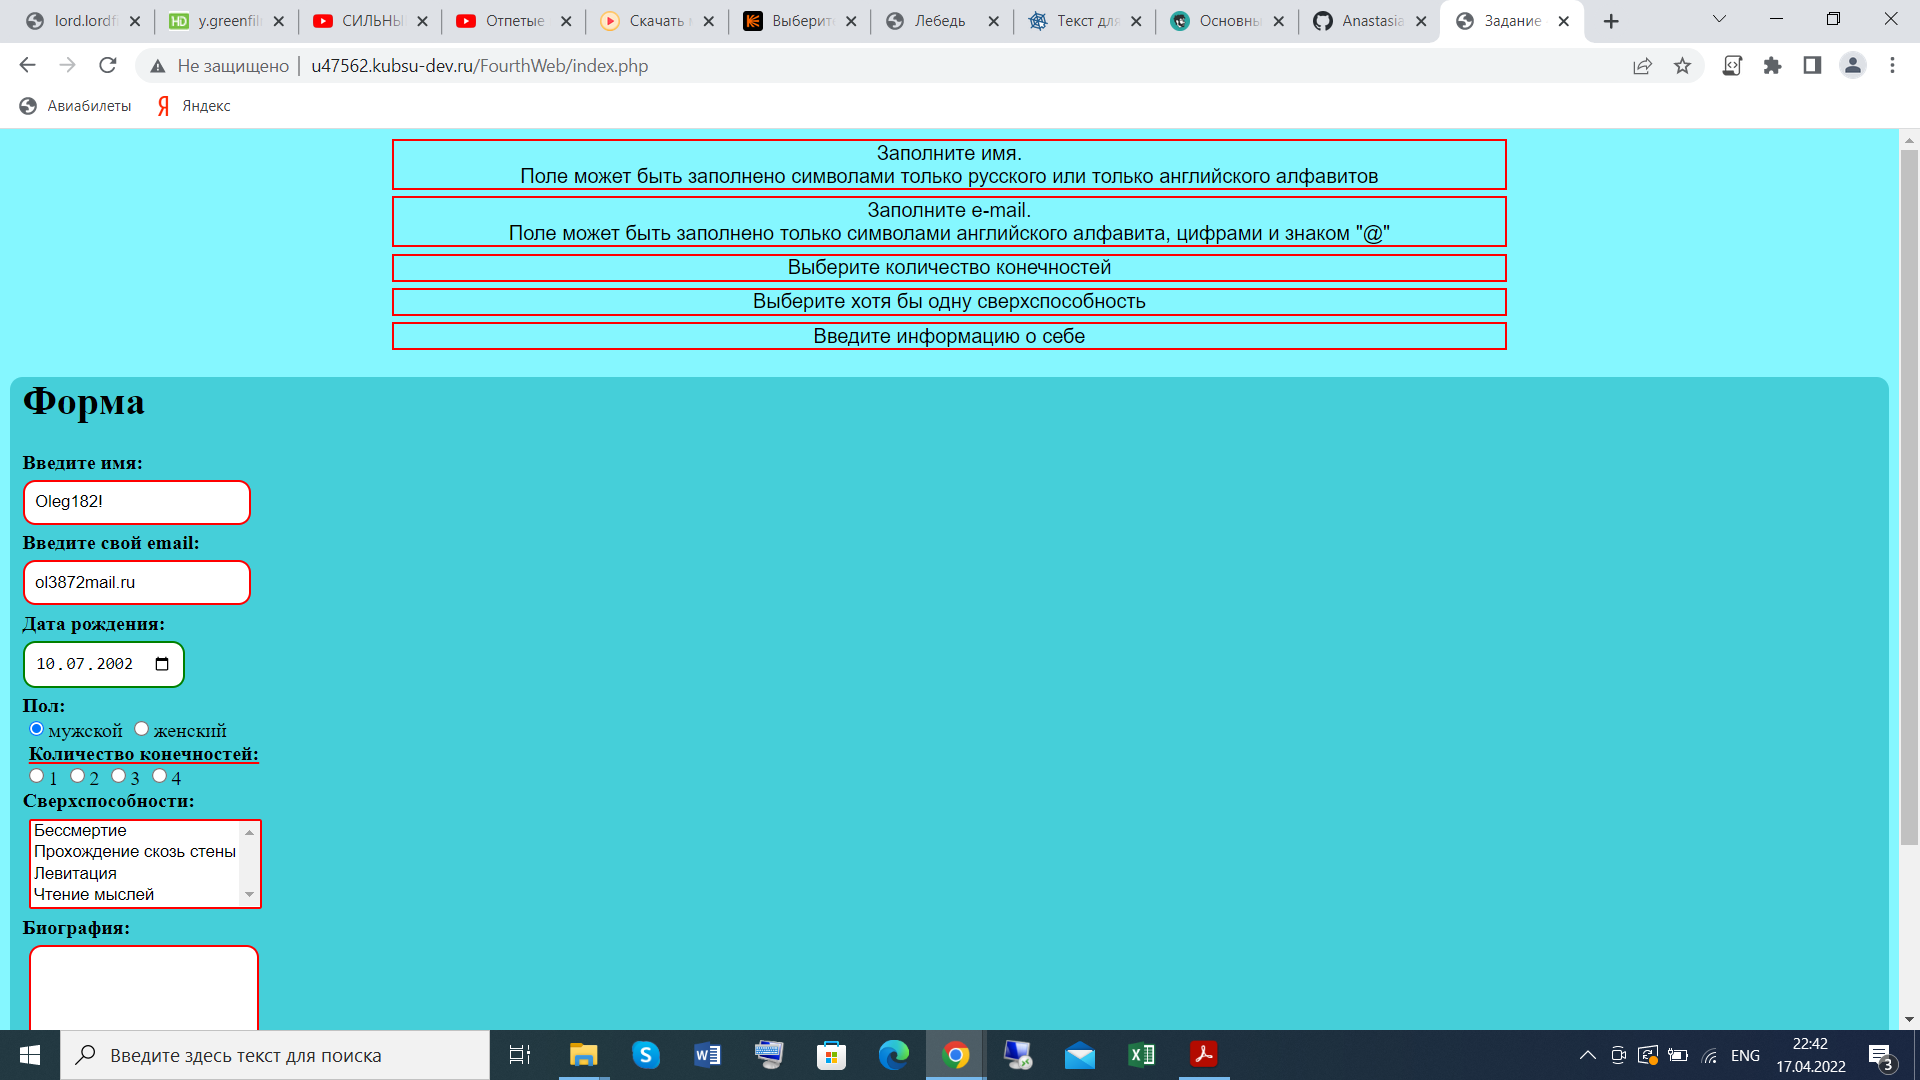 lord.lordfi
y.greenfilm
СИЛЬНЫ
Отпетые
Скачать
Выберите
Лебедь
Текст для
Основны
Anastasia
Задание
Не защищено | u47562.kubsu-dev.ru/FourthWeb/index.php
Авиабилеты Яндекс
Заполните имя.
Поле может быть заполнено символами только русского или только английского алфавитов
Заполните e-mail.
Поле может быть заполнено только символами английского алфавита, цифрами и знаком "@"
Выберите количество конечностей
Выберите хотя бы одну сверхспособность
Введите информацию о себе
Форма
Введите имя:
Oleg182!
Введите свой email:
ol3872mail.ru
Дата рождения:
10.07.2002
Пол:
мужской женский
Количество конечностей:
1 2 3 4
Сверхспособности:
Бессмертие
Прохождение скозь стены
Левитация
Чтение мыслей
Биография:
Введите здесь текст для поиска
ENG
22:42
17.04.2022
3